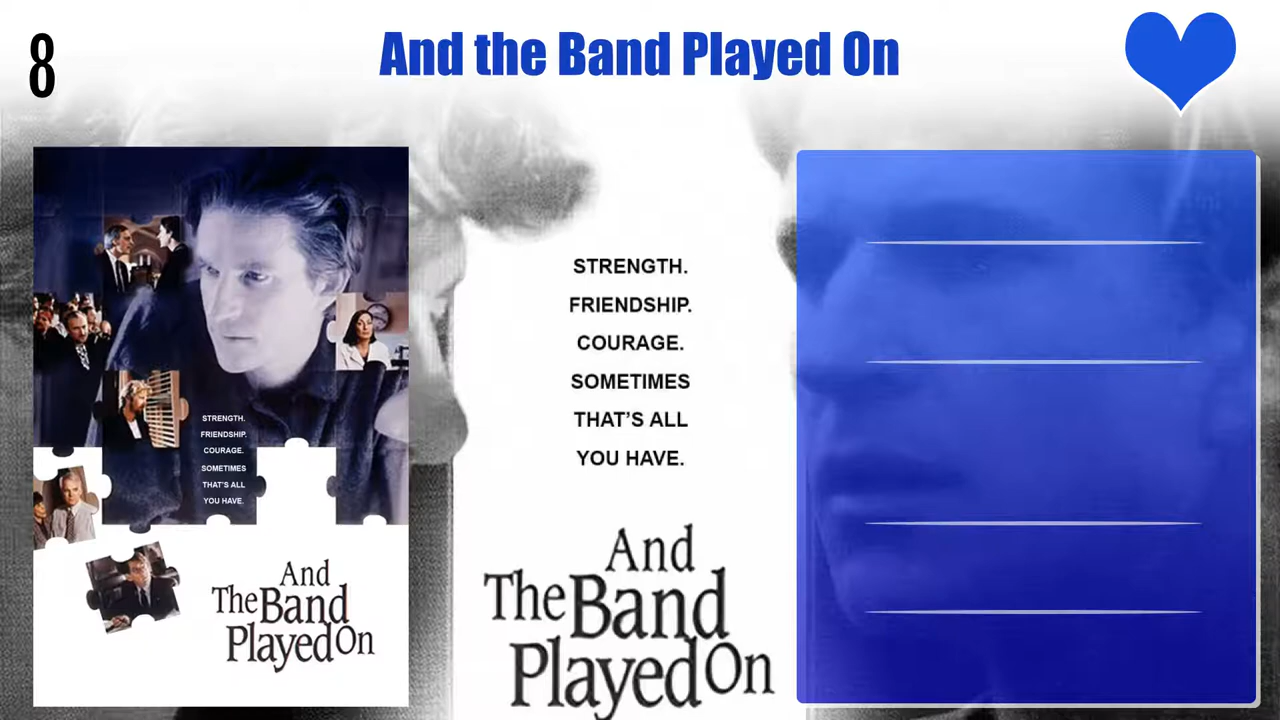 8
And the Band Played On
STRENGTH.
FRIENDSHIP.
COURAGE.
SOMETIMES
THAT'S ALL
YOU HAVE.
And
The Band
Played On
STRENGTH.
FRIENDSHIP.
COURAGE.
SOMETIMES
THAT'S ALL
YOU HAVE.
And
The Band
Played On